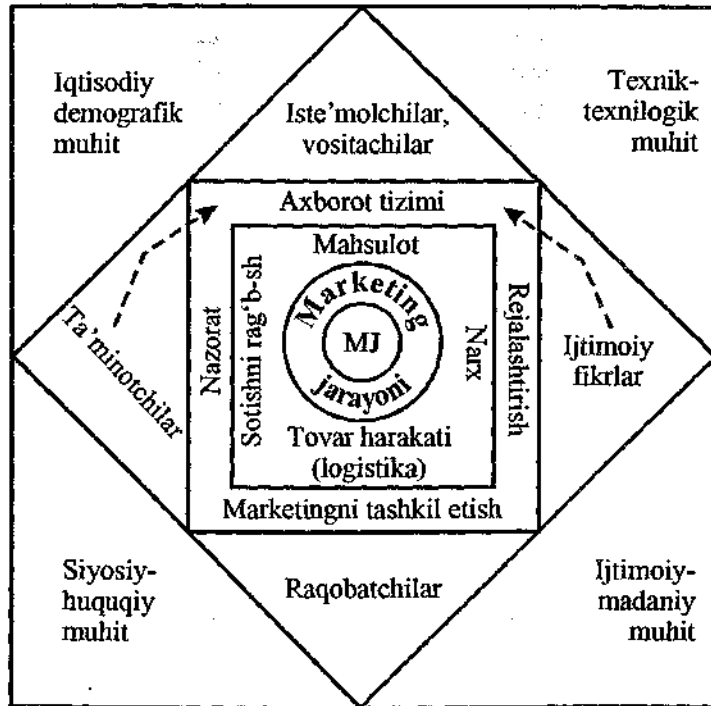 Iqtisodiy
demografik
muhit
Texnik-
texnilogik
muhit
Iste'molchilar,
vositachilar
Axborot tizimi
Mahsulot
Ta'minotchilar
Nazorat
Sotishni rag'b-sh
Marketing
MJ
jarayoni
Narx
Rejalashtirish
Ijtimoiy
fikrlar
Tovar harakati
(logistika)
Marketingni tashkil etish
Siyosiy-
huquqiy
muhit
Raqobatchilar
Ijtimoiy-
madaniy
muhit